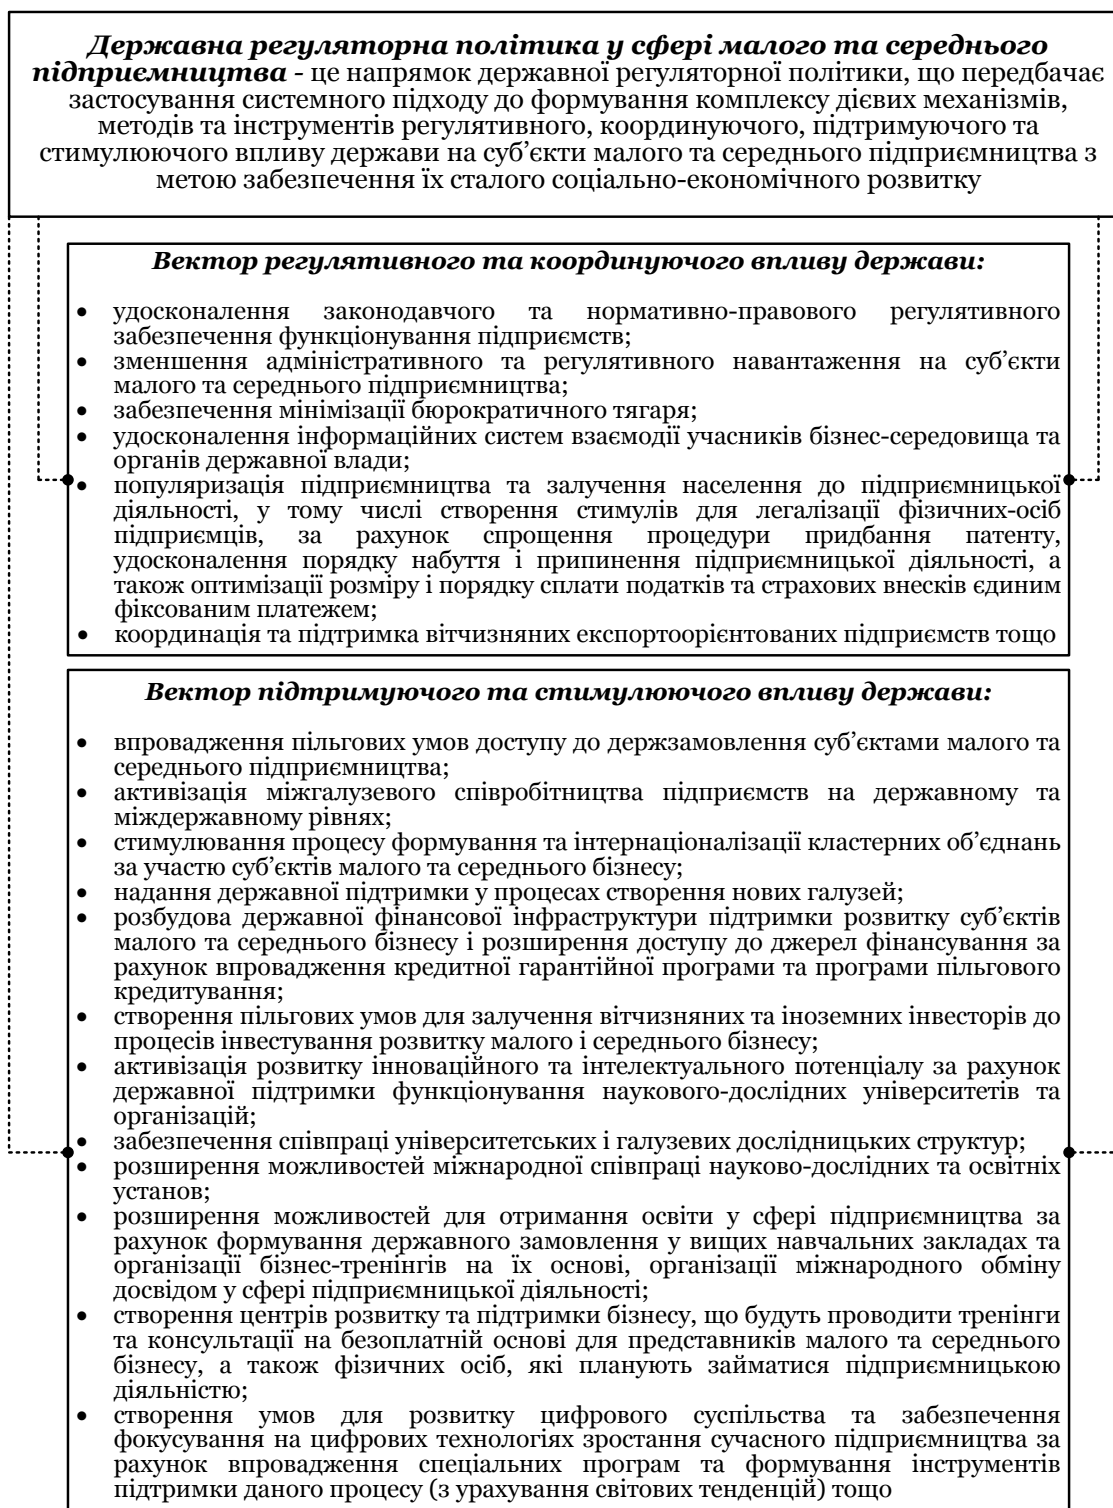 Державна регуляторна політика у сфері малого та середнього
підприємництва - це напрямок державної регуляторної політики, що передбачає
застосування системного підходу до формування комплексу дієвих механізмів,
методів та інструментів регулятивного, координуючого, підтримуючого та
стимулюючого впливу держави на суб’єкти малого та середнього підприємництва з
метою забезпечення їх сталого соціально-економічного розвитку
Вектор регулятивного та координуючого впливу держави:
• удосконалення законодавчого та нормативно-правового регулятивного
забезпечення функціонування підприємств;
• зменшення адміністративного та регулятивного навантаження на суб’єкти
малого та середнього підприємництва;
• забезпечення мінімізації бюрократичного тягаря;
• удосконалення інформаційних систем взаємодії учасників бізнес-середовища та
органів державної влади;
• популяризація підприємництва та залучення населення до підприємницької
діяльності, у тому числі створення стимулів для легалізації фізичних-осіб
підприємців, за рахунок спрощення процедури придбання патенту,
удосконалення порядку набуття і припинення підприємницької діяльності, а
також оптимізації розміру і порядку сплати податків та страхових внесків єдиним
фіксованим платежем;
• координація та підтримка вітчизняних експортоорієнтованих підприємств тощо
Вектор підтримуючого та стимулюючого впливу держави:
• впровадження пільгових умов доступу до держзамовлення суб’єктами малого та
середнього підприємництва;
• активізація міжгалузевого співробітництва підприємств на державному та
міждержавному рівнях;
• стимулювання процесу формування та інтернаціоналізації кластерних об’єднань
за участю суб’єктів малого та середнього бізнесу;
• надання державної підтримки у процесах створення нових галузей;
• розбудова державної фінансової інфраструктури підтримки розвитку суб’єктів
малого та середнього бізнесу і розширення доступу до джерел фінансування за
рахунок впровадження кредитної гарантійної програми та програми пільгового
кредитування;
• створення пільгових умов для залучення вітчизняних та іноземних інвесторів до
процесів інвестування розвитку малого і середнього бізнесу;
• активізація розвитку інноваційного та інтелектуального потенціалу за рахунок
державної підтримки функціонування наукового-дослідних університетів та
організацій;
• забезпечення співпраці університетських і галузевих дослідницьких структур;
• розширення можливостей міжнародної співпраці науково-дослідних та освітніх
установ;
• розширення можливостей для отримання освіти у сфері підприємництва за
рахунок формування державного замовлення у вищих навчальних закладах та
організації бізнес-тренінгів на їх основі, організації міжнародного обміну
досвідом у сфері підприємницької діяльності;
• створення центрів розвитку та підтримки бізнесу, що будуть проводити тренінги
та консультації на безоплатній основі для представників малого та середнього
бізнесу, а також фізичних осіб, які планують займатися підприємницькою
діяльністю;
• створення умов для розвитку цифрового суспільства та забезпечення
фокусування на цифрових технологіях зростання сучасного підприємництва за
рахунок впровадження спеціальних програм та формування інструментів
підтримки даного процесу (з урахування світових тенденцій) тощо